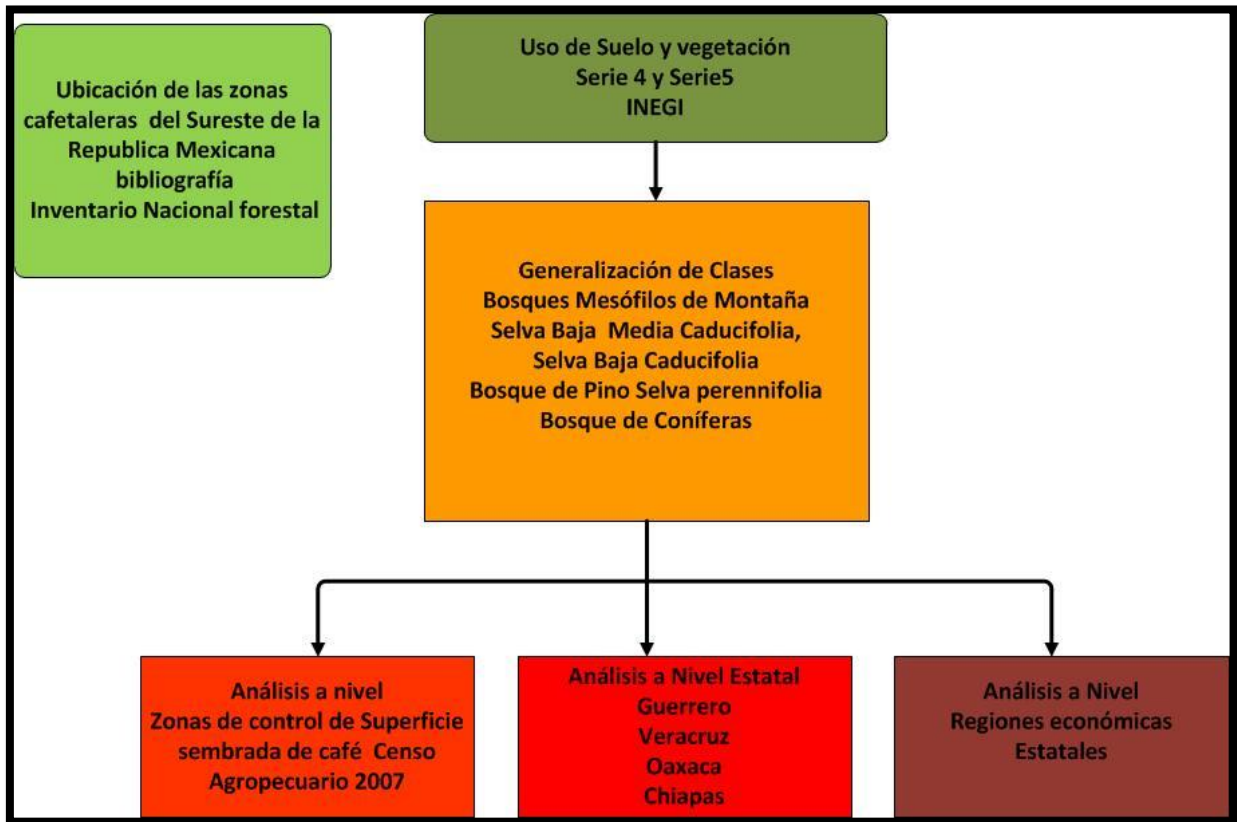 Ubicación de las zonas
cafetaleras del Sureste de la
Republica Mexicana
bibliografía
Inventario Nacional forestal
Uso de Suelo y vegetación
Serie 4 y Serie5
INEGI
Generalización de Clases
Bosques Mesófilos de Montaña
Selva Baja Media Caducifolia,
Selva Baja Caducifolia
Bosque de Pino Selva perennifolia
Bosque de Coníferas
Análisis a nivel
Zonas de control de Superficie
sembrada de café Censo
Agropecuario 2007
Análisis a Nivel Estatal
Guerrero
Veracruz
Oaxaca
Chiapas
Análisis a Nivel
Regiones económicas
Estatales